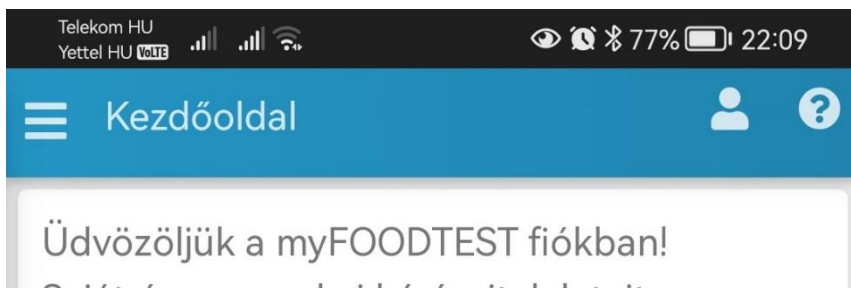 Telekom HU
Yettel HU VoLTE
77% 22:09
Kezdőoldal
Üdvözöljük a myFOODTEST fiókban!